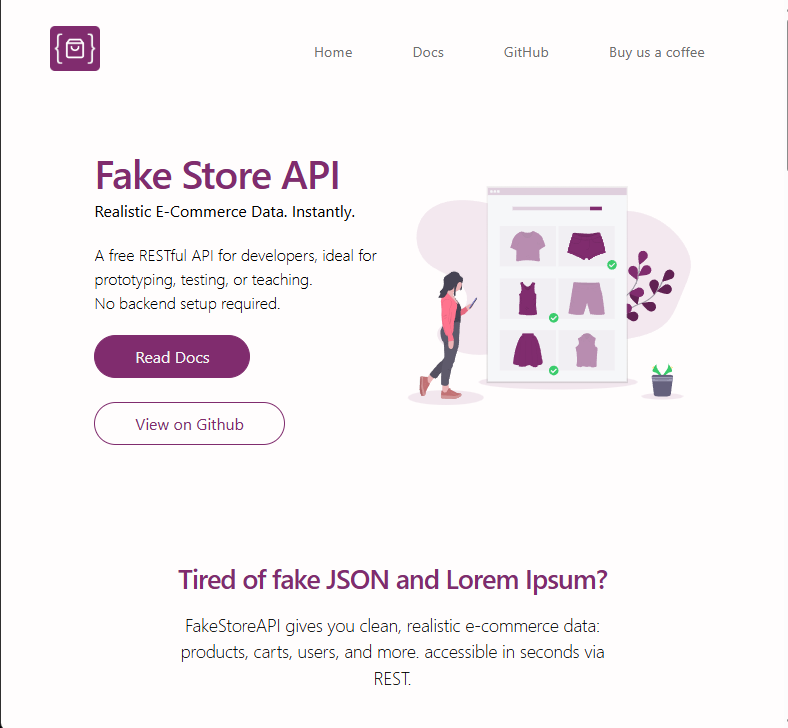 Home
Docs
GitHub
Buy us a coffee
Fake Store API
Realistic E-Commerce Data. Instantly.
A free RESTful API for developers, ideal for
prototyping, testing, or teaching.
No backend setup required.
Read Docs
View on Github
Tired of fake JSON and Lorem Ipsum?
FakeStoreAPI gives you clean, realistic e-commerce data:
products, carts, users, and more. accessible in seconds via
REST.